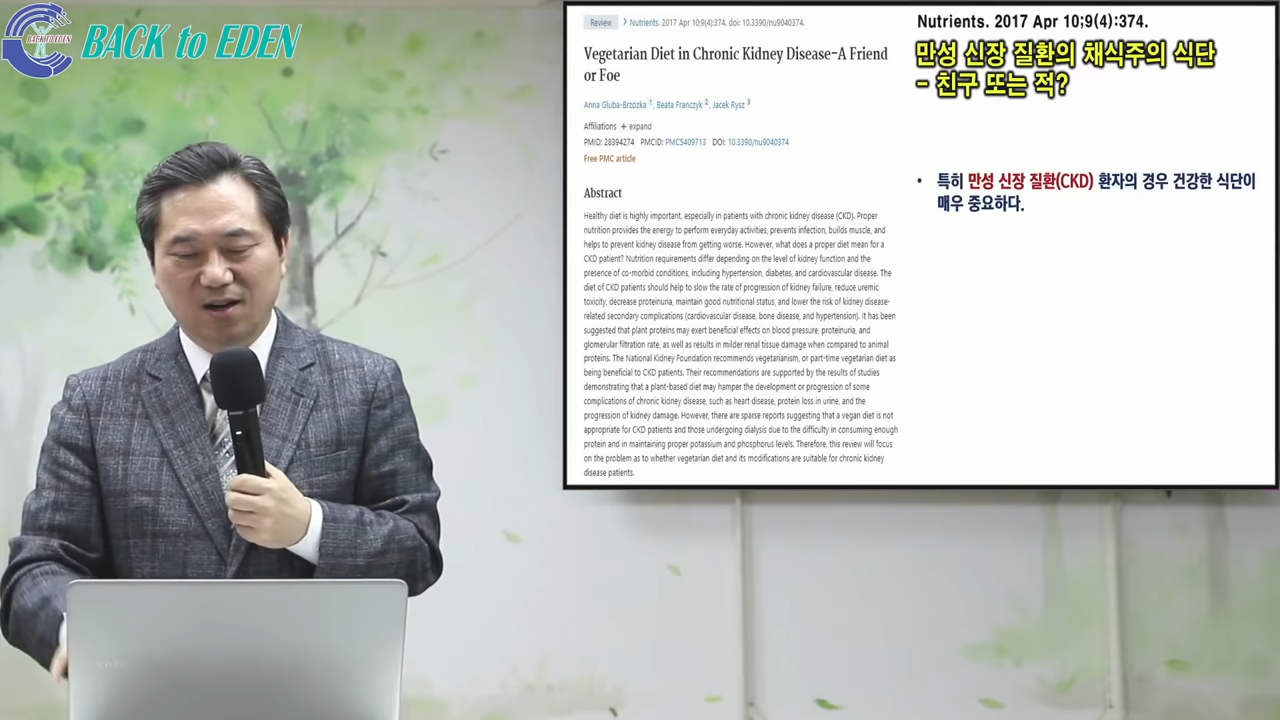 BACK TO EDEN
BACK to EDEN
Review
Nutrients. 2017 Apr 10;9(4):374. doi: 10.3390/nu9040374.
Vegetarian Diet in Chronic Kidney Disease-A Friend
or Foe
Anna Gluba-Brzózka 1, Beata Franczyk 2, Jacek Rysz 3
Affiliations + expand
PMID: 28394274 PMCID: PMC5409713 DOI: 10.3390/nu9040374
Free PMC article
Abstract
Healthy diet is highly important, especially in patients with chronic kidney disease (CKD). Proper
nutrition provides the energy to perform everyday activities, prevents infection, builds muscle, and
helps to prevent kidney disease from getting worse. However, what does a proper diet mean for a
CKD patient? Nutrition requirements differ depending on the level of kidney function and the
presence of co-morbid conditions, including hypertension, diabetes, and cardiovascular disease. The
diet of CKD patients should help to slow the rate of progression of kidney failure, reduce uremic
toxicity, decrease proteinuria, maintain good nutritional status, and lower the risk of kidney disease-
related secondary complications (cardiovascular disease, bone disease, and hypertension). It has been
suggested that plant proteins may exert beneficial effects on blood pressure, proteinuria, and
glomerular filtration rate, as well as results in milder renal tissue damage when compared to animal
proteins. The National Kidney Foundation recommends vegetarianism, or part-time vegetarian diet as
being beneficial to CKD patients. Their recommendations are supported by the results of studies
demonstrating that a plant-based diet may hamper the development or progression of some
complications of chronic kidney disease, such as heart disease, protein loss in urine, and the
progression of kidney damage. However, there are sparse reports suggesting that a vegan diet is not
appropriate for CKD patients and those undergoing dialysis due to the difficulty in consuming enough
protein and in maintaining proper potassium and phosphorus levels. Therefore, this review will focus
on the problem as to whether vegetarian diet and its modifications are suitable for chronic kidney
disease patients.
Nutrients. 2017 Apr 10;9(4):374.
만성 신장 질환의 채식주의 식단
- 친구 또는 적?
• 특히 만성 신장 질환(CKD) 환자의 경우 건강한 식단이
매우 중요하다.